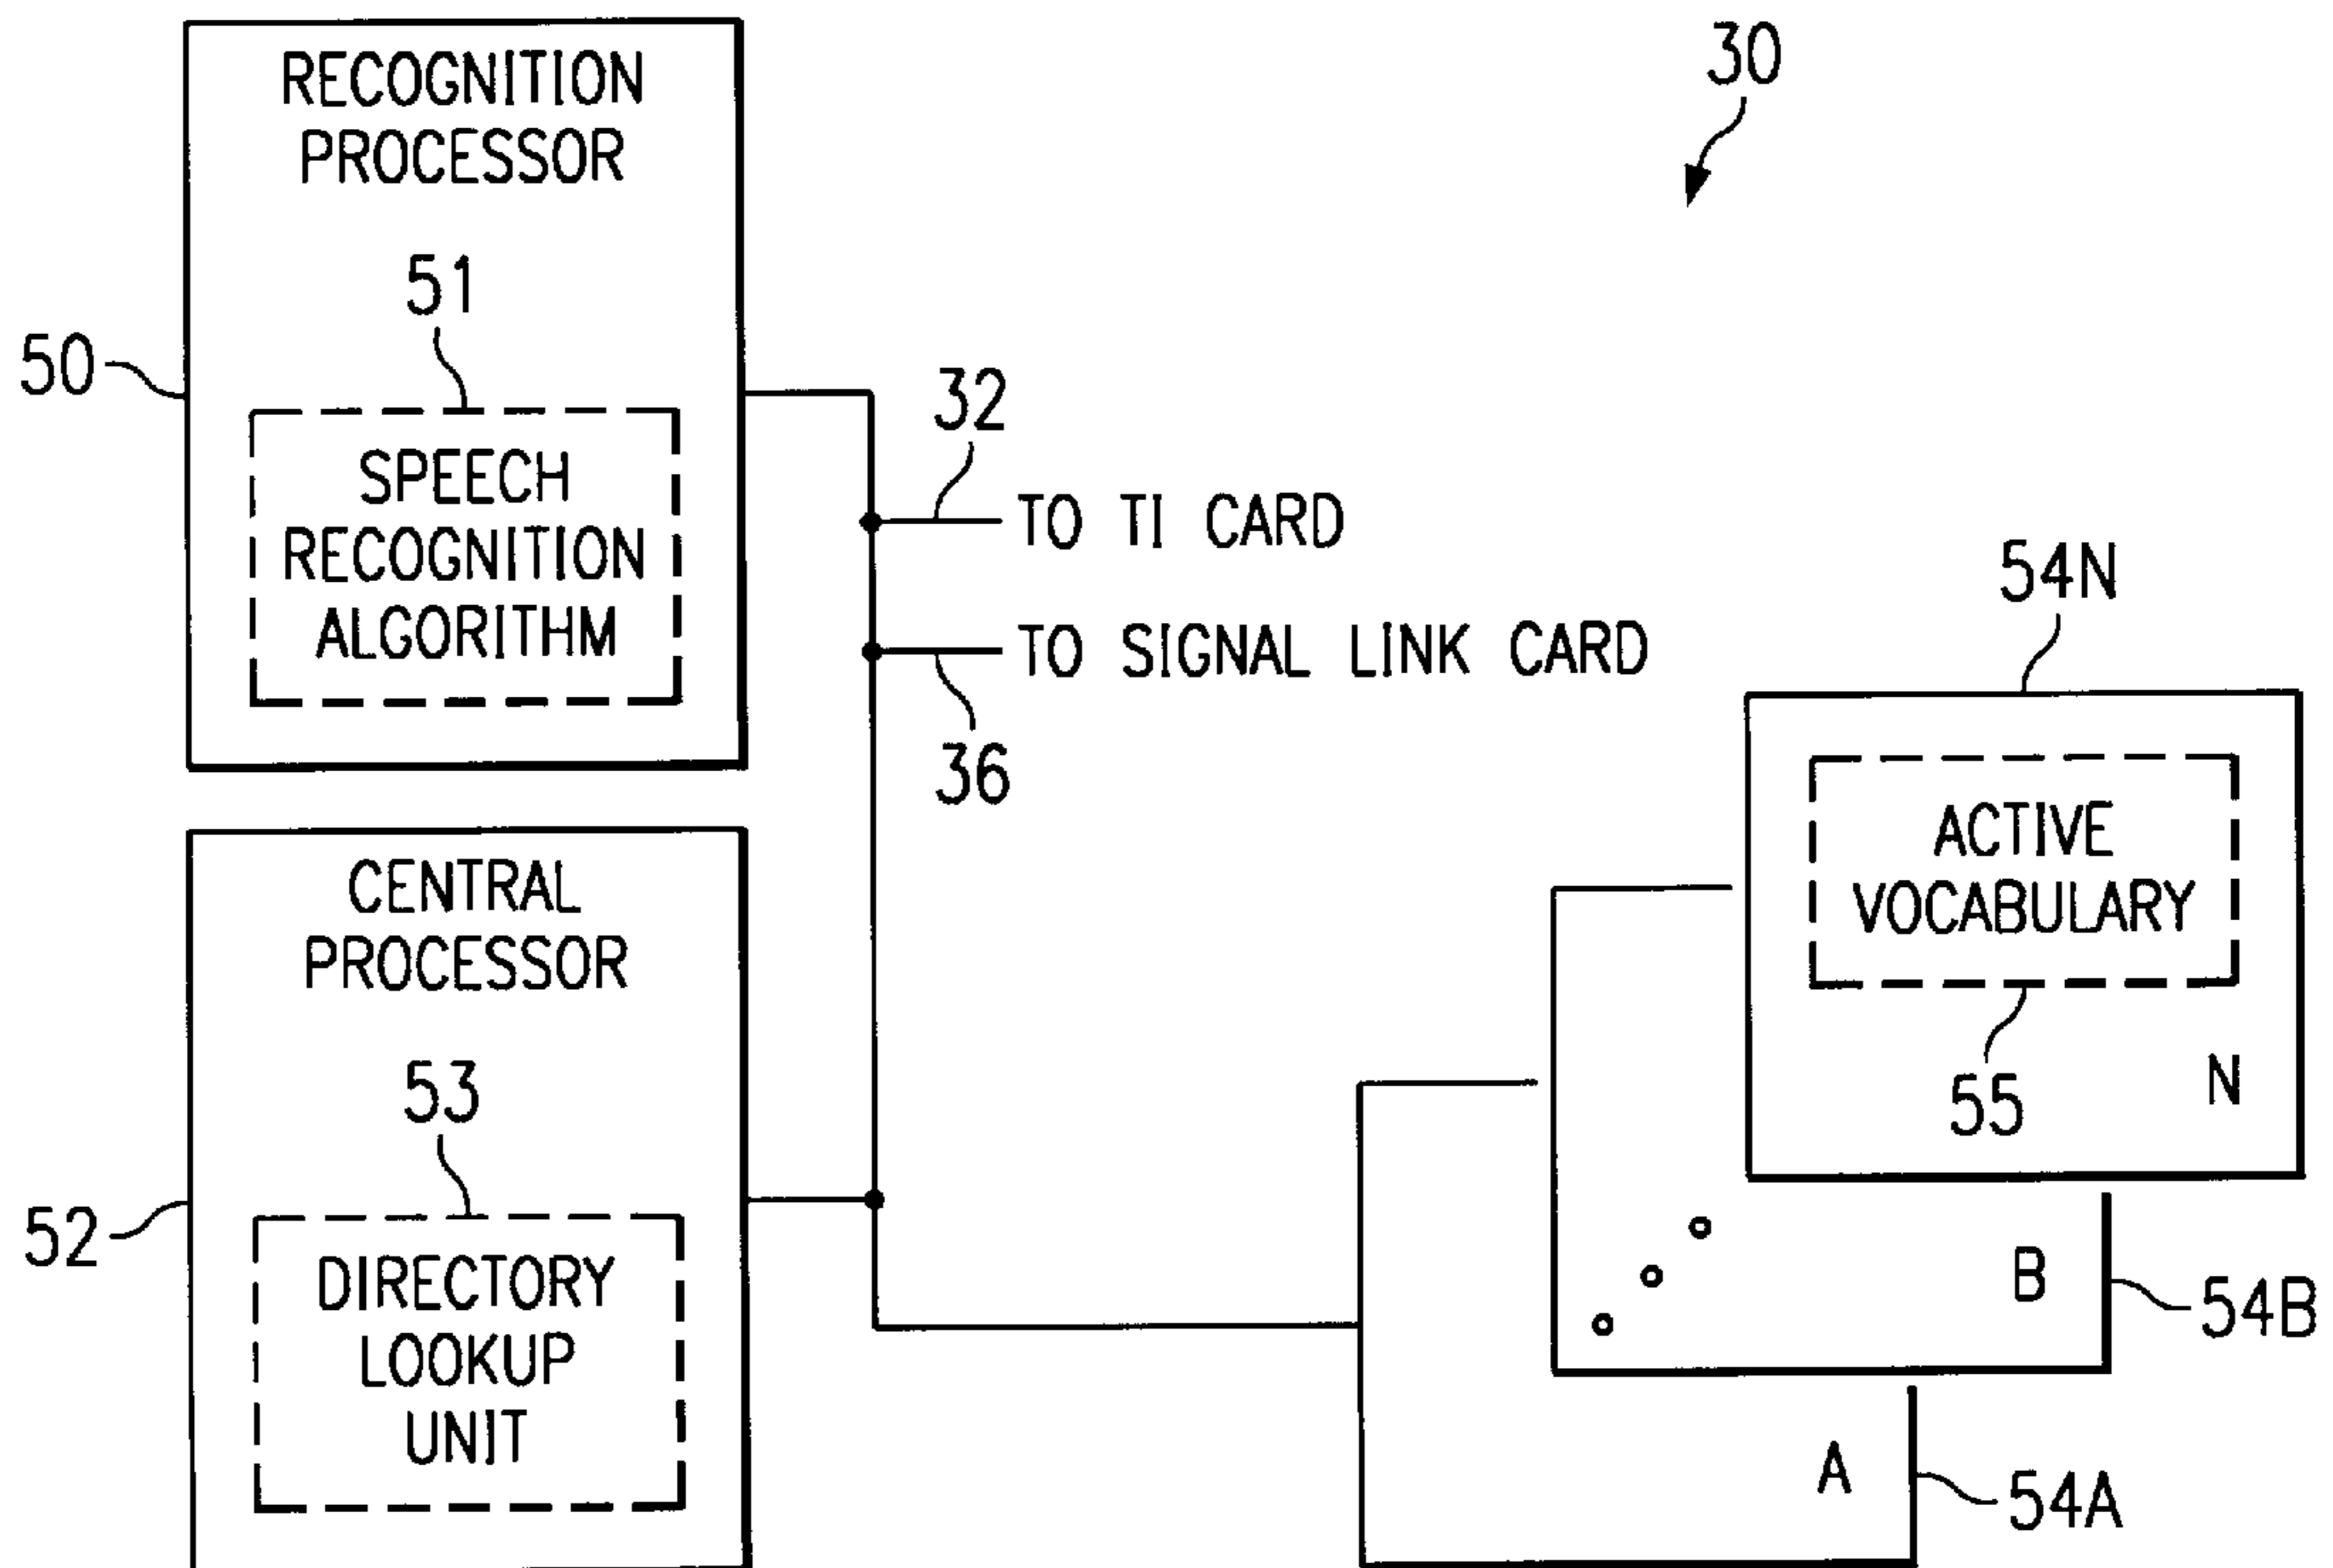 RECOGNITION
PROCESSOR
30
51
50
SPEECH
RECOGNITION
ALGORITHM
32
TO TI CARD
TO SIGNAL LINK CARD
36
54N
ACTIVE
VOCABULARY
55
N
CENTRAL
PROCESSOR
53
52
DIRECTORY
LOOKUP
UNIT
B
54B
A
54A